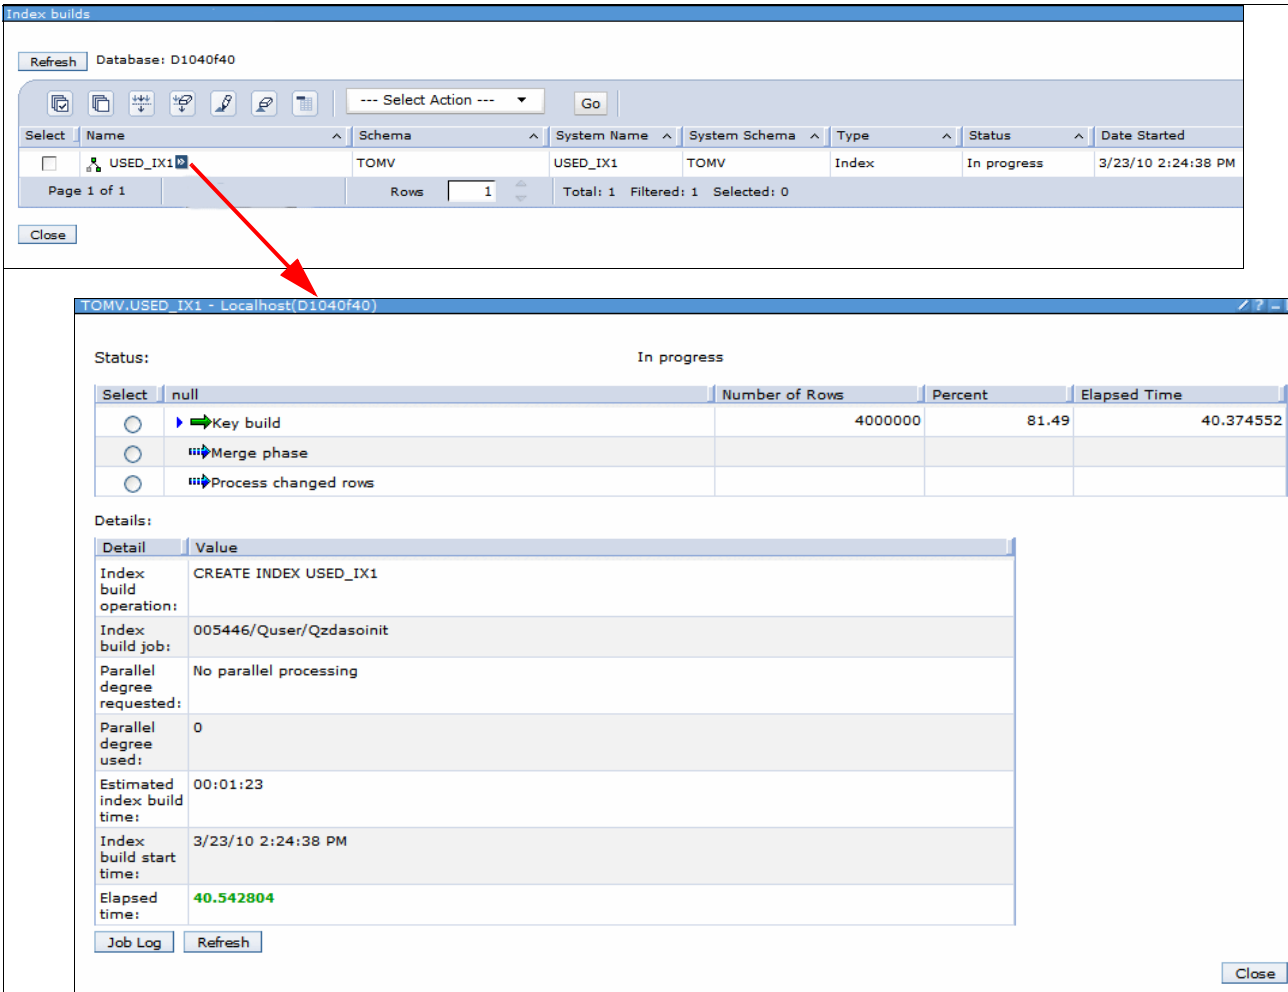 Index builds
Refresh Database: D1040f40
--- Select Action --- Go
Select Name Schema System Name System Schema Type Status Date Started
USED_IX1 TOMV USED_IX1 TOMV Index In progress 3/23/10 2:24:38 PM
Page 1 of 1 Rows 1 Total: 1 Filtered: 1 Selected: 0
Close
TOMV.USED_IX1 - Localhost(D1040f40)
Status: In progress
Select null Number of Rows Percent Elapsed Time
Key build 4000000 81.49 40.374552
Merge phase
Process changed rows
Details:
Detail Value
Index CREATE INDEX USED_IX1
build
operation:
Index 005446/Quser/Qzdasoinit
build job:
Parallel No parallel processing
degree
requested:
Parallel 0
degree
used:
Estimated 00:01:23
index build
time:
Index 3/23/10 2:24:38 PM
build start
time:
Elapsed 40.542804
time:
Job Log Refresh
Close